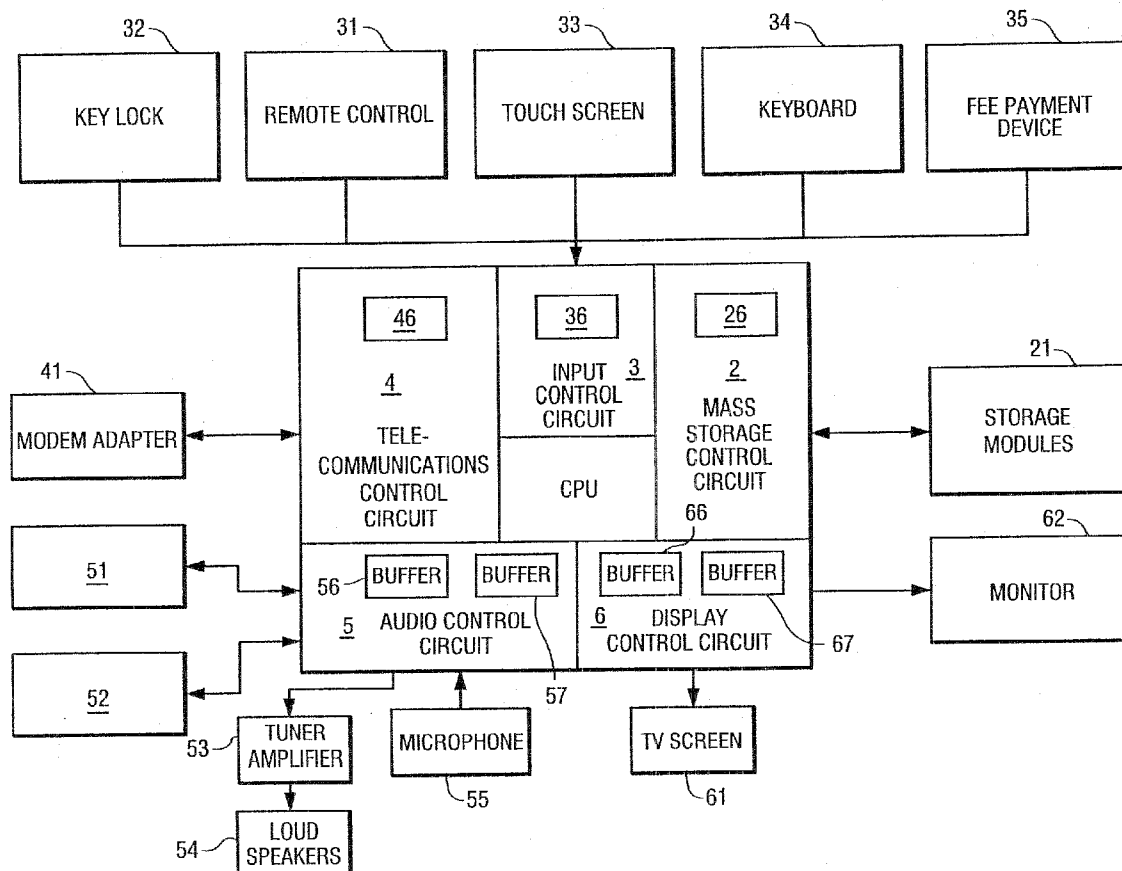 32
31
33
34
35
KEY LOCK
REMOTE CONTROL
TOUCH SCREEN
KEYBOARD
FEE PAYMENT
DEVICE
46
36
26
41
4
INPUT
CONTROL
CIRCUIT
3
2
21
MODEM ADAPTER
TELE-
COMMUNICATIONS
CONTROL
CIRCUIT
CPU
MASS
STORAGE
CONTROL
CIRCUIT
STORAGE
MODULES
66
62
51
56
BUFFER
BUFFER
BUFFER
BUFFER
MONITOR
5
AUDIO CONTROL
CIRCUIT
6
DISPLAY
CONTROL CIRCUIT
52
57
67
53
TUNER
AMPLIFIER
MICROPHONE
TV SCREEN
55
61
54
LOUD
SPEAKERS